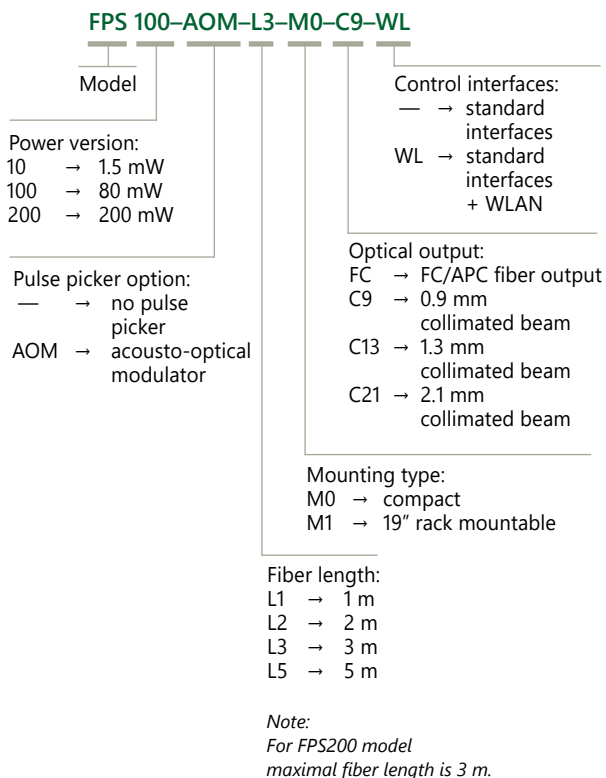 FPS 100–AOM–L3–M0–C9–WL
Model
Power version:
10 → 1.5 mW
100 → 80 mW
200 → 200 mW
Pulse picker option:
— → no pulse
picker
AOM → acousto-optical
modulator
Control interfaces:
— → standard
interfaces
WL → standard
interfaces
+ WLAN
Optical output:
FC → FC/APC fiber output
C9 → 0.9 mm
collimated beam
C13 → 1.3 mm
collimated beam
C21 → 2.1 mm
collimated beam
Mounting type:
M0 → compact
M1 → 19” rack mountable
Fiber length:
L1 → 1 m
L2 → 2 m
L3 → 3 m
L5 → 5 m
Note:
For FPS200 model
maximal fiber length is 3 m.